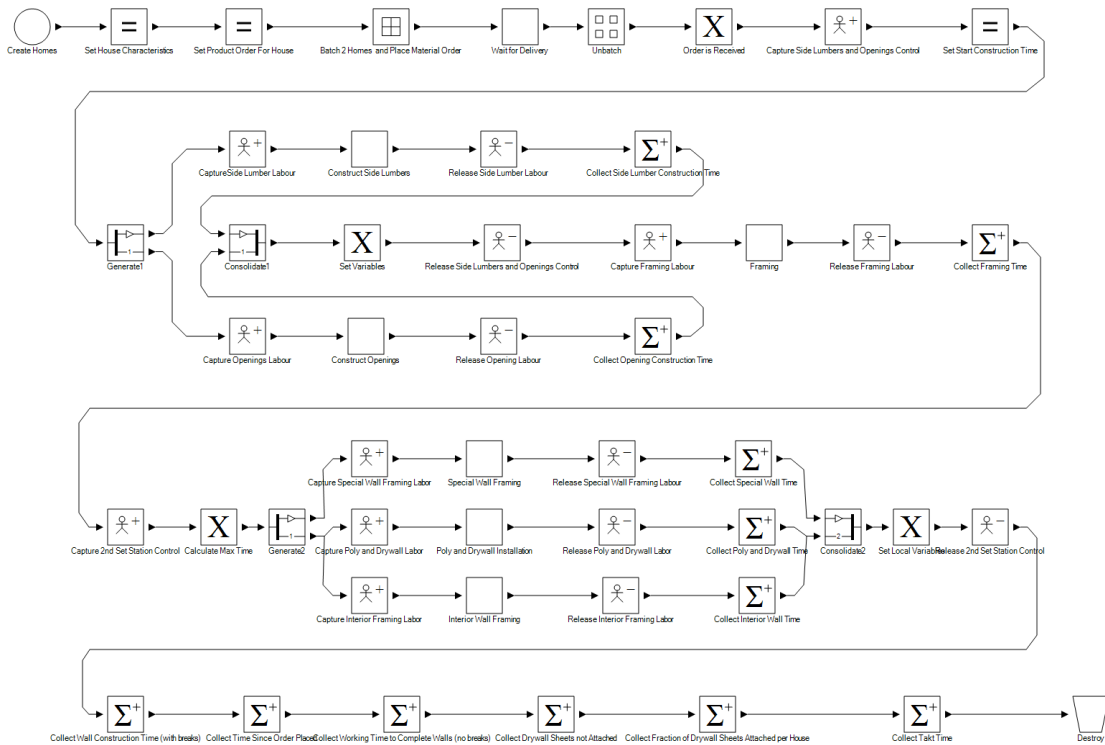 Create Homes
Set House Characteristics
Set Product Order For House
Batch 2 Homes and Place Material Order
Wait for Delivery
Unbatch
X
Order is Received
Capture Side Lumbers and Openings Control
Set Start Construction Time
CaptureSide Lumber Labour
Construct Side Lumbers
Release Side Lumber Labour
Σ+
Collect Side Lumber Construction Time
1
Generate1
1
Consolidate1
X
Set Variables
Release Side Lumbers and Openings Control
Capture Framing Labour
Framing
Release Framing Labour
Σ+
Collect Framing Time
Capture Openings Labour
Construct Openings
Release Opening Labour
Σ+
Collect Opening Construction Time
Capture Special Wall Framing Labor
Special Wall Framing
Release Special Wall Framing Labour
Σ+
Collect Special Wall Time
Capture 2nd Set Station Control
X
Calculate Max Time
1
Generate2
Capture Poly and Drywall Labor
Poly and Drywall Installation
Release Poly and Drywall Labor
Σ+
Collect Poly and Drywall Time
2
Consolidate2
X
Set Local Variables
Release 2nd Set Station Control
Capture Interior Framing Labor
Interior Wall Framing
Release Interior Framing Labor
Σ+
Collect Interior Wall Time
Σ+
Collect Wall Construction Time (with breaks)
Σ+
Collect Time Since Order Placed
Σ+
Collect Working Time to Complete Walls (no breaks)
Σ+
Collect Drywall Sheets not Attached
Σ+
Collect Fraction of Drywall Sheets Attached per House
Σ+
Collect Takt Time
Destroy